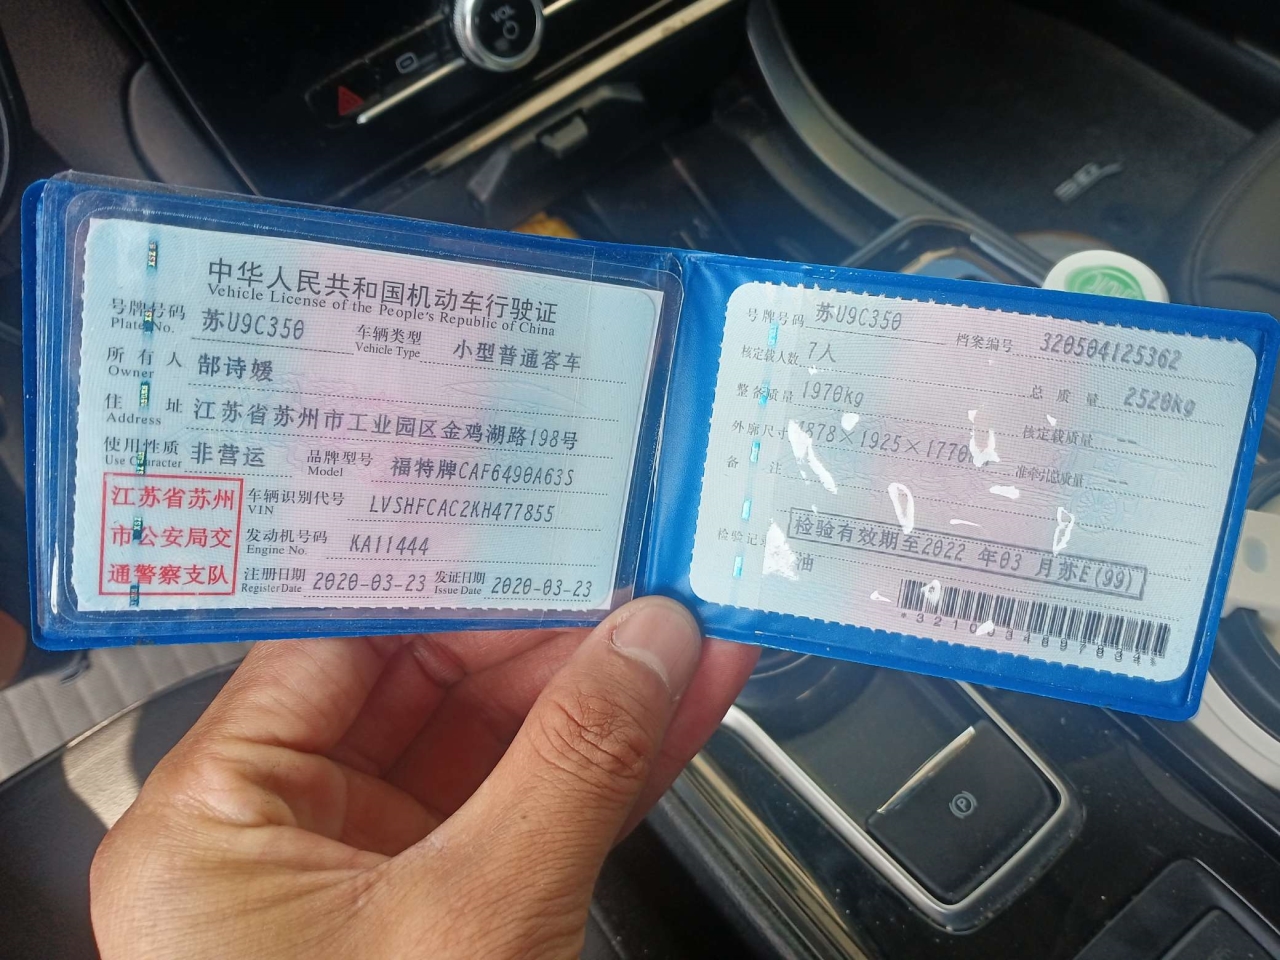 VOL
中华人民共和国机动车行驶证
Vehicle License of the People's Republic of China
号牌号码 苏U9C350 车辆类型 小型普通客车
Plate No. Vehicle Type
所有人 郜诗嫒
Owner
住址 江苏省苏州市工业园区金鸡湖路198号
Address
使用性质 非营运 品牌型号 福特牌CAF6490A63S
Use Character Model
江苏省苏州
市公安局交
通警察支队
车辆识别代号 LVSHFCAC2KH477855
VIN
发动机号码 KA11444
Engine No.
注册日期 2020-03-23 发证日期 2020-03-23
Register Date Issue Date
号牌号码 苏U9C350 档案编号 320504125362
核定载人数 7人 总质量 2520kg
整备质量 1970kg 核定载质量 --
外廓尺寸 4878×1925×1770 准牵引总质量 --
备注
检验有效期至2022 年03 月苏E(99)
检验记录 油